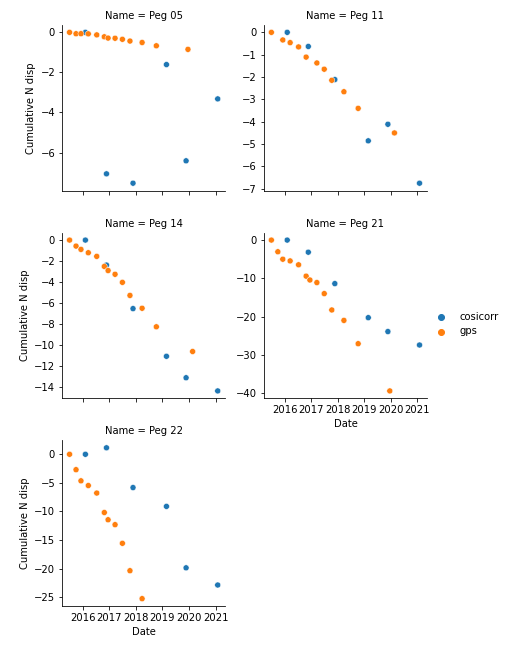 Name = Peg 05
0
−2
−4
−6
Cumulative N disp
Name = Peg 11
0
−1
−2
−3
−4
−5
−6
−7
Name = Peg 14
0
−2
−4
−6
−8
−10
−12
−14
Cumulative N disp
Name = Peg 21
0
−10
−20
−30
−40
2016 2017 2018 2019 2020 2021
Date
cosicorr
gps
Name = Peg 22
0
−5
−10
−15
−20
−25
Cumulative N disp
2016 2017 2018 2019 2020 2021
Date